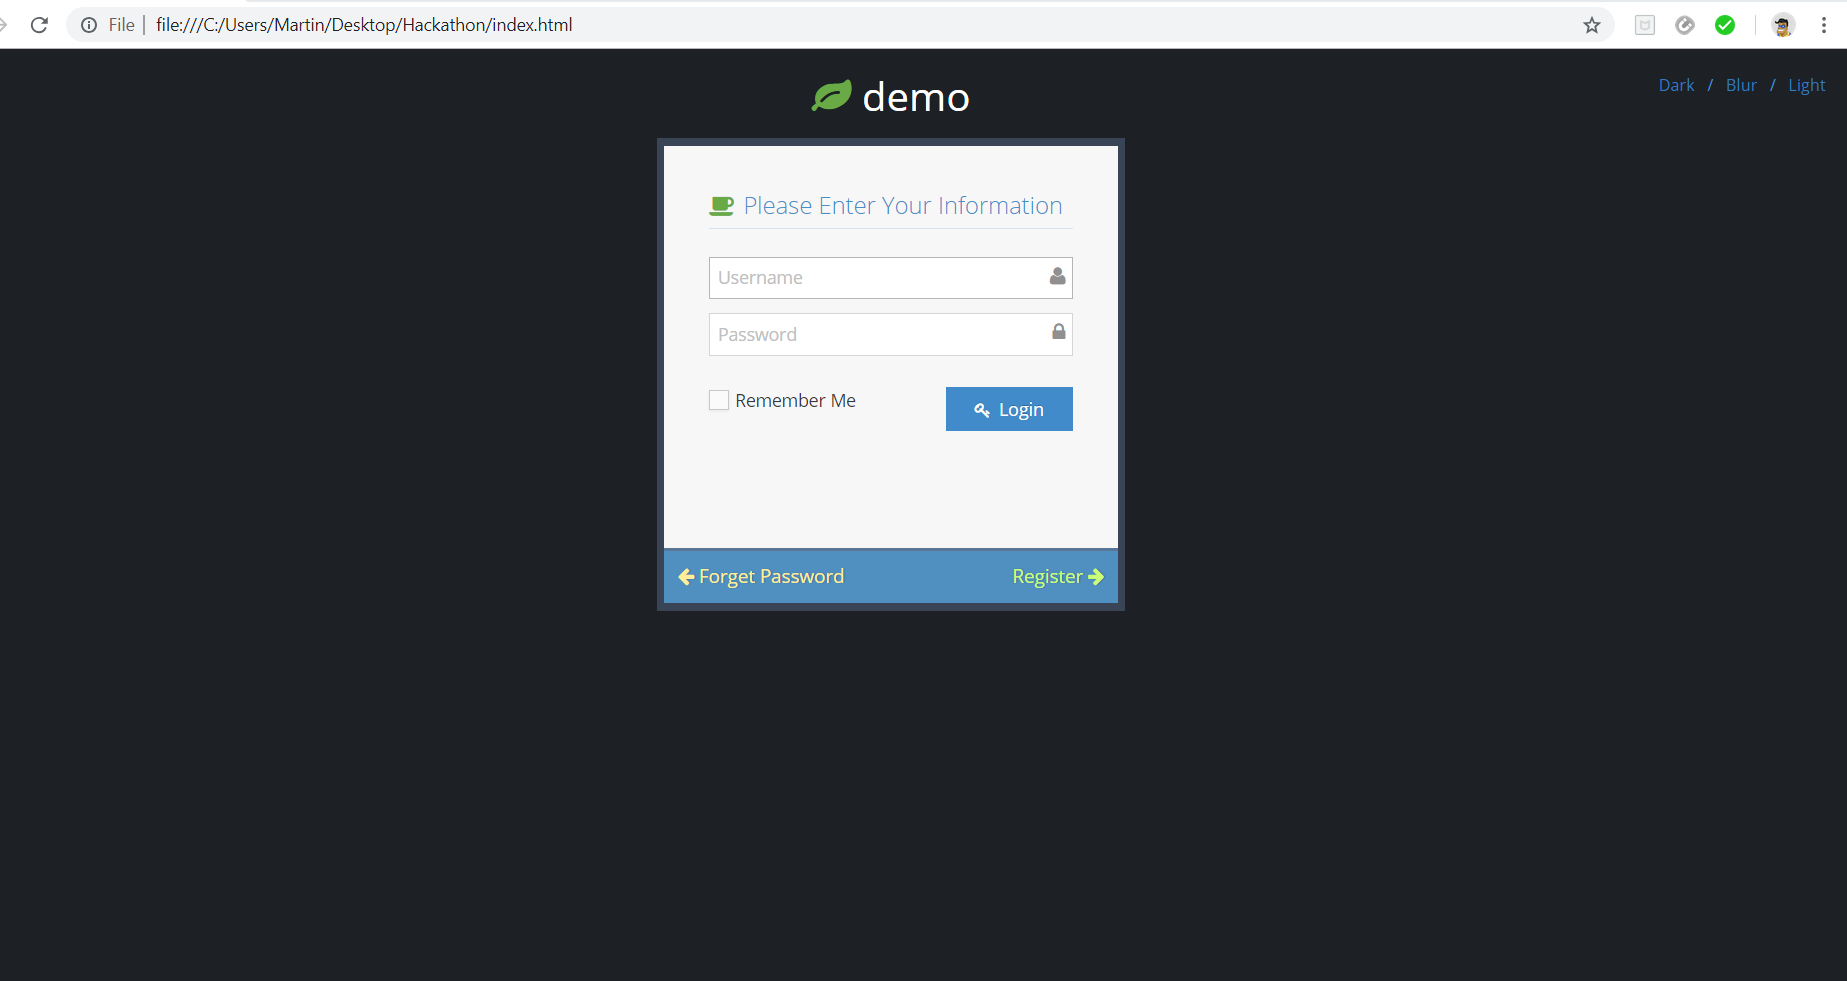 File | file:///C:/Users/Martin/Desktop/Hackathon/index.html
demo
Dark / Blur / Light
Please Enter Your Information
Username
Password
Remember Me
Login
Forget Password
Register